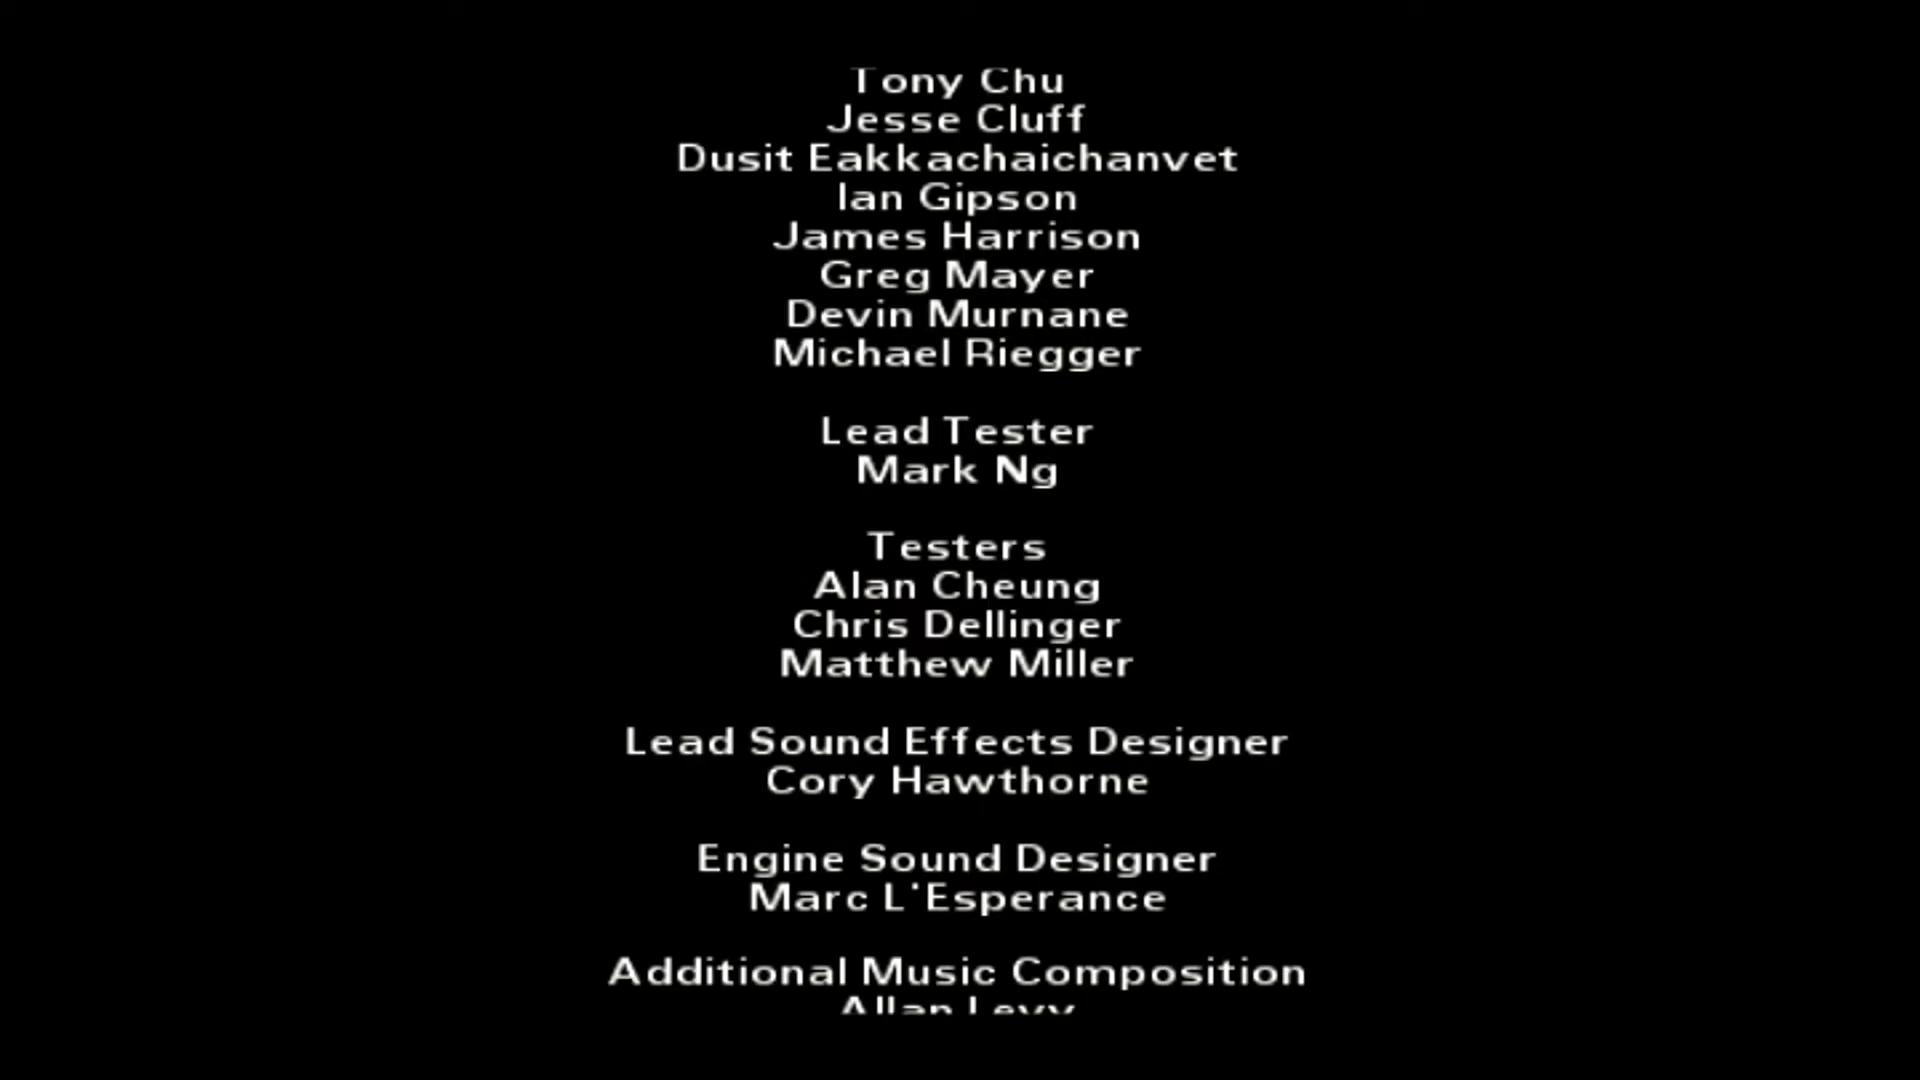 Tony Chu
Jesse Cluff
Dusit Eakkachaichanvet
Ian Gipson
James Harrison
Greg Mayer
Devin Murnane
Michael Riegger
Lead Tester
Mark Ng
Testers
Alan Cheung
Chris Dellinger
Matthew Miller
Lead Sound Effects Designer
Cory Hawthorne
Engine Sound Designer
Marc L'Esperance
Additional Music Composition
Allan Levy